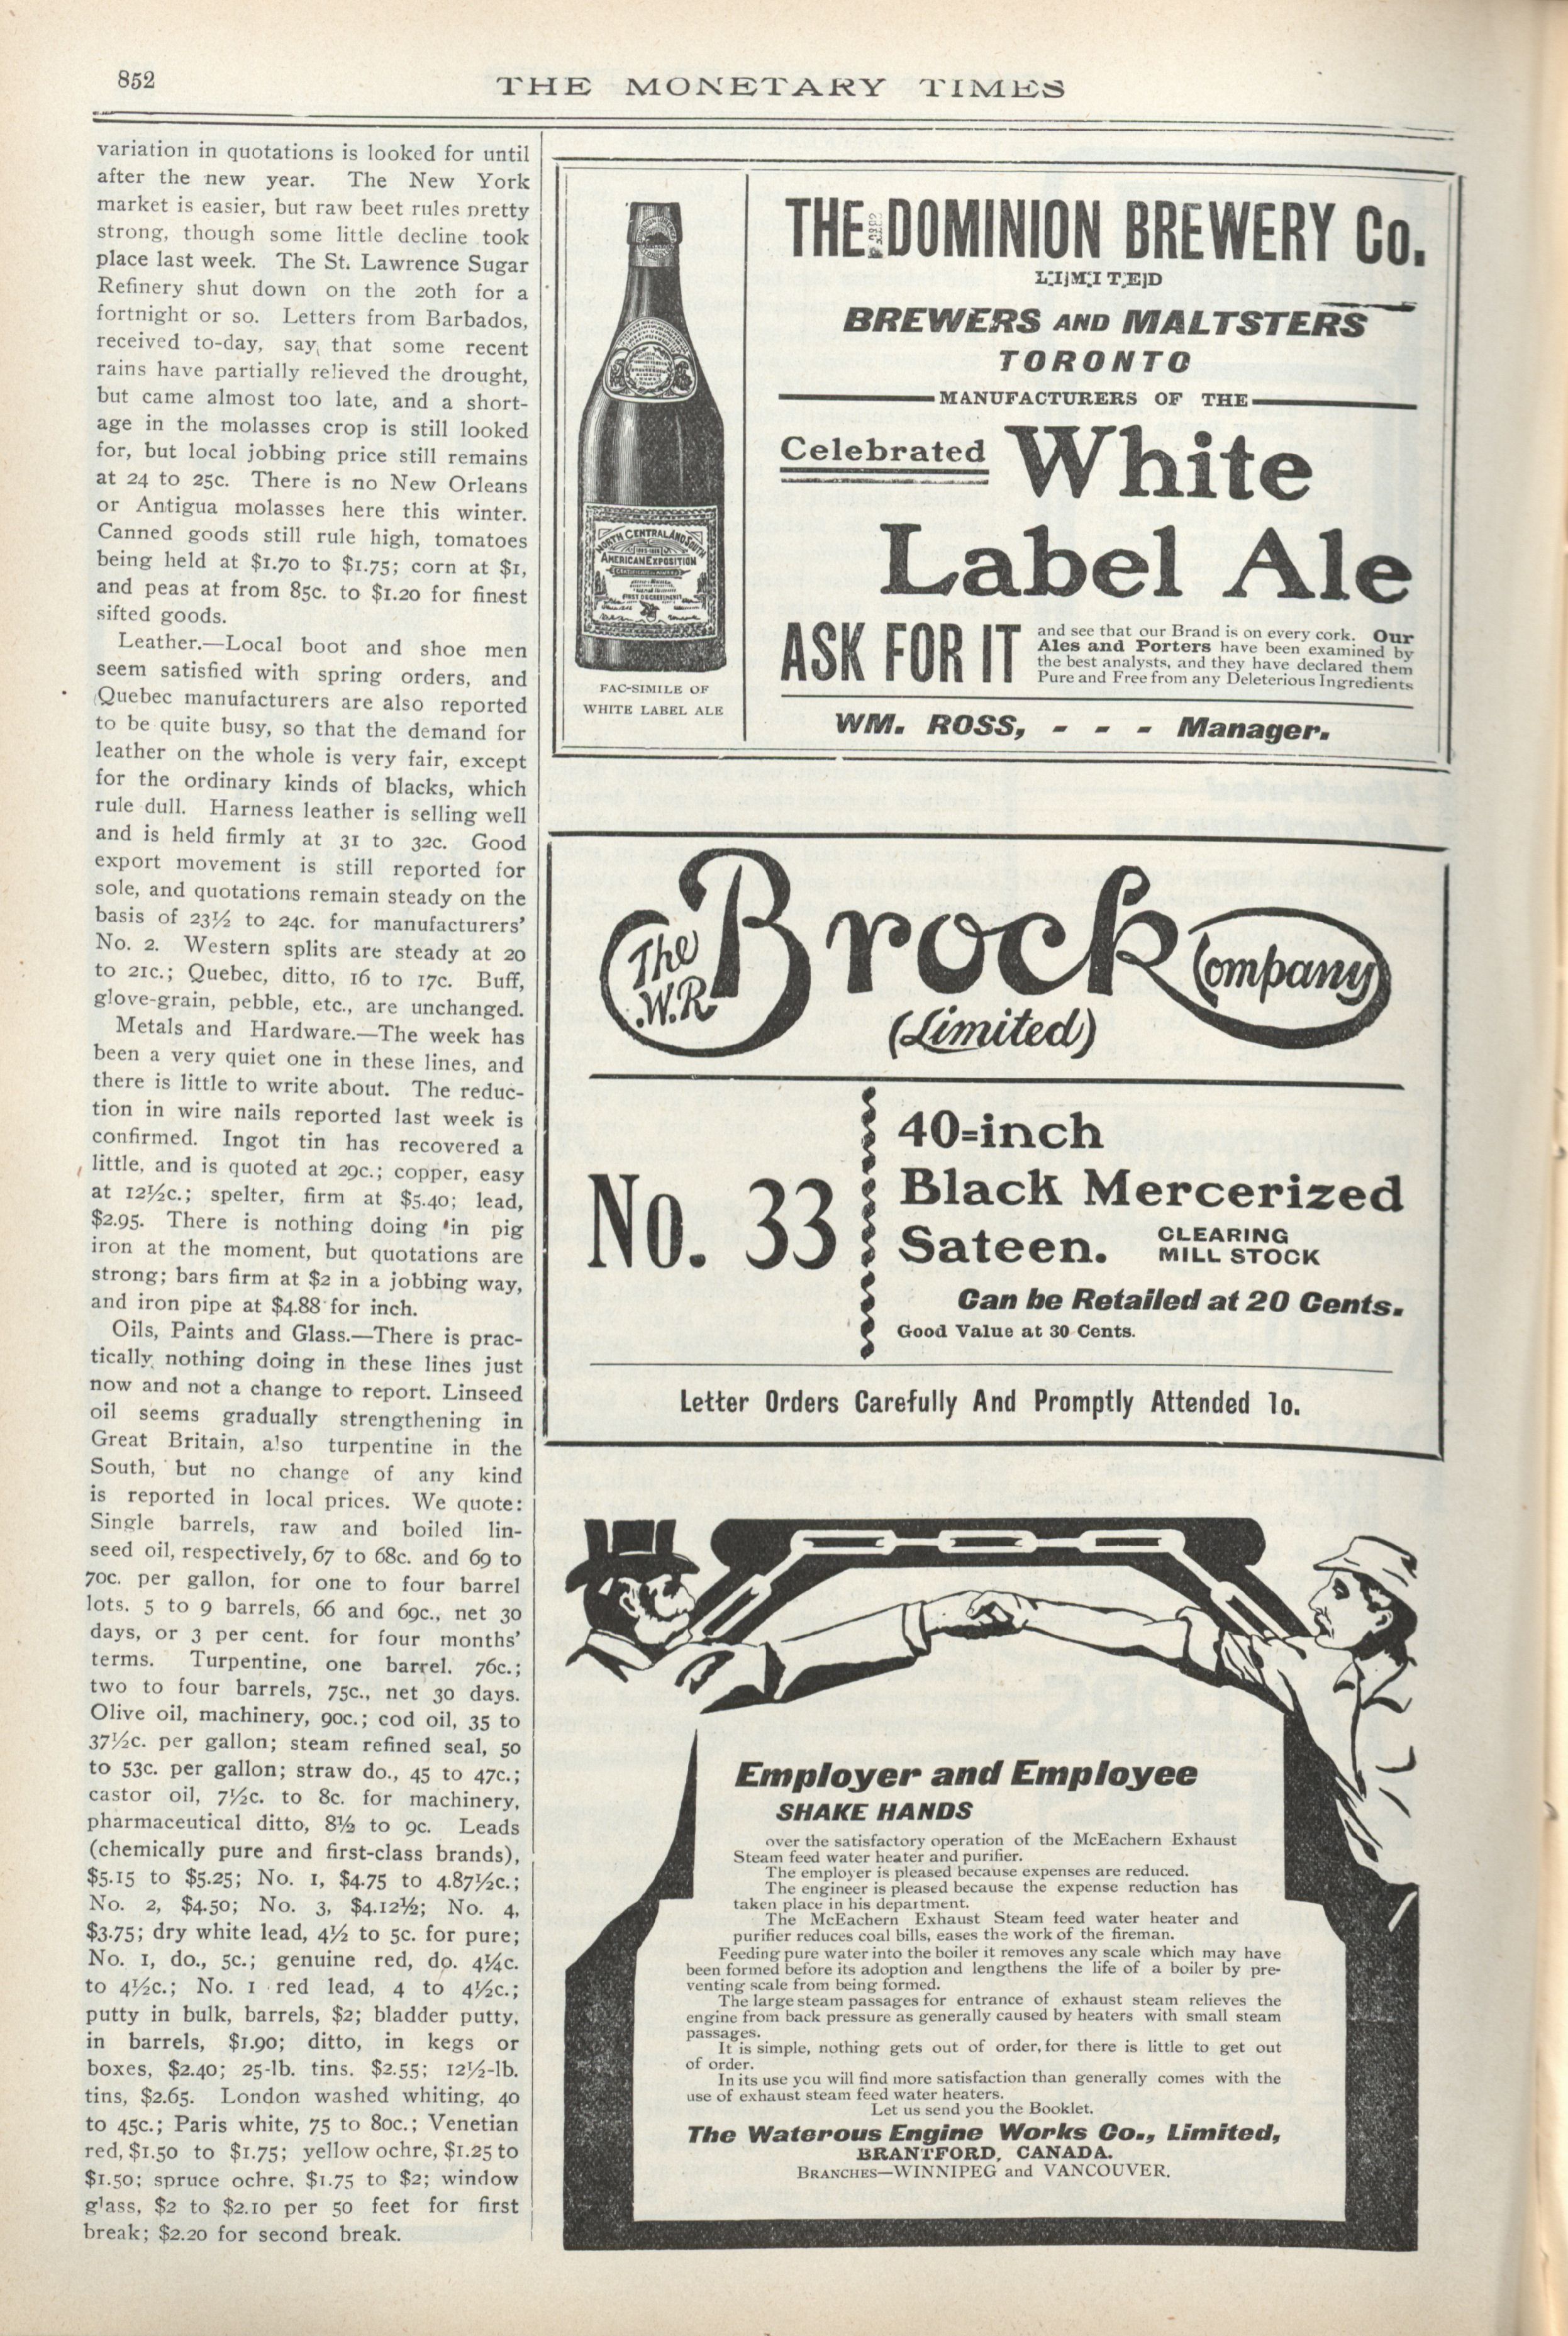 852
THE MONETARY TIMES
variation in quotations is looked for until
after the new year. The New York
market is easier, but raw beet rules pretty
strong, though some little decline took
place last week. The St. Lawrence Sugar
Refinery shut down on the 20th for a
fortnight or so. Letters from Barbados,
received to-day, say, that some recent
rains have partially relieved the drought,
but came almost too late, and a short-
age in the molasses crop is still looked
for, but local jobbing price still remains
at 24 to 25c. There is no New Orleans
or Antigua molasses here this winter.
Canned goods still rule high, tomatoes
being held at $1.70 to $1.75; corn at $1,
and peas at from 85c. to $1.20 for finest
sifted goods.
Leather.—Local boot and shoe men
seem satisfied with spring orders, and
Quebec manufacturers are also reported
to be quite busy, so that the demand for
leather on the whole is very fair, except
for the ordinary kinds of blacks, which
rule dull. Harness leather is selling well
and is held firmly at 31 to 32c. Good
export movement is still reported for
sole, and quotations remain steady on the
basis of 23½ to 24c. for manufacturers'
No. 2. Western splits are steady at 20
to 21c.; Quebec, ditto, 16 to 17c. Buff,
glove-grain, pebble, etc., are unchanged.
Metals and Hardware.—The week has
been a very quiet one in these lines, and
there is little to write about. The reduc-
tion in wire nails reported last week is
confirmed. Ingot tin has recovered a
little, and is quoted at 29c.; copper, easy
at 12½c.; spelter, firm at $5.40; lead,
$2.95. There is nothing doing in pig
iron at the moment, but quotations are
strong; bars firm at $2 in a jobbing way,
and iron pipe at $4.88 for inch.
Oils, Paints and Glass.—There is prac-
tically nothing doing in these lines just
now and not a change to report. Linseed
oil seems gradually strengthening in
Great Britain, also turpentine in the
South, but no change of any kind
is reported in local prices. We quote:
Single barrels, raw and boiled lin-
seed oil, respectively, 67 to 68c. and 69 to
70c. per gallon, for one to four barrel
lots. 5 to 9 barrels, 66 and 69c., net 30
days, or 3 per cent. for four months'
terms. Turpentine, one barrel. 76c.;
two to four barrels, 75c., net 30 days.
Olive oil, machinery, 90c.; cod oil, 35 to
37½c. per gallon; steam refined seal, 50
to 53c. per gallon; straw do., 45 to 47c.;
castor oil, 7½c. to 8c. for machinery,
pharmaceutical ditto, 8½ to 9c. Leads
(chemically pure and first-class brands),
$5.15 to $5.25; No. 1, $4.75 to 4.87½c.;
No. 2, $4.50; No. 3, $4.12½; No. 4,
$3.75; dry white lead, 4½ to 5c. for pure;
No. 1, do., 5c.; genuine red, do. 4¼c.
to 4½c.; No. 1 red lead, 4 to 4½c.;
putty in bulk, barrels, $2; bladder putty,
in barrels, $1.90; ditto, in kegs or
boxes, $2.40; 25-lb. tins. $2.55; 12½-lb.
tins, $2.65. London washed whiting, 40
to 45c.; Paris white, 75 to 80c.; Venetian
red, $1.50 to $1.75; yellow ochre, $1.25 to
$1.50; spruce ochre. $1.75 to $2; window
glass, $2 to $2.10 per 50 feet for first
break; $2.20 for second break.
NORTH CENTRAL AND SOUTH
AMERICAN EXPOSITION
FAC-SIMILE OF
WHITE LABEL ALE
THE DOMINION BREWERY Co.
LIMITED
BREWERS AND MALTSTERS
TORONTO
MANUFACTURERS OF THE
Celebrated White
Label Ale
ASK FOR IT
and see that our Brand is on every cork. Our
Ales and Porters have been examined by
the best analysts, and they have declared them
Pure and Free from any Deleterious Ingredients
WM. ROSS, - - - Manager.
The W.R Brock Company
(Limited)
No. 33
40=inch
Black Mercerized
Sateen. CLEARING
MILL STOCK
Can be Retailed at 20 Cents.
Good Value at 30 Cents.
Letter Orders Carefully And Promptly Attended To.
Employer and Employee
SHAKE HANDS
over the satisfactory operation of the McEachern Exhaust
Steam feed water heater and purifier.
The employer is pleased because expenses are reduced.
The engineer is pleased because the expense reduction has
taken place in his department.
The McEachern Exhaust Steam feed water heater and
purifier reduces coal bills, eases the work of the fireman.
Feeding pure water into the boiler it removes any scale which may have
been formed before its adoption and lengthens the life of a boiler by pre-
venting scale from being formed.
The large steam passages for entrance of exhaust steam relieves the
engine from back pressure as generally caused by heaters with small steam
passages.
It is simple, nothing gets out of order, for there is little to get out
of order.
In its use you will find more satisfaction than generally comes with the
use of exhaust steam feed water heaters.
Let us send you the Booklet.
The Waterous Engine Works Co., Limited,
BRANTFORD, CANADA.
BRANCHES—WINNIPEG and VANCOUVER.